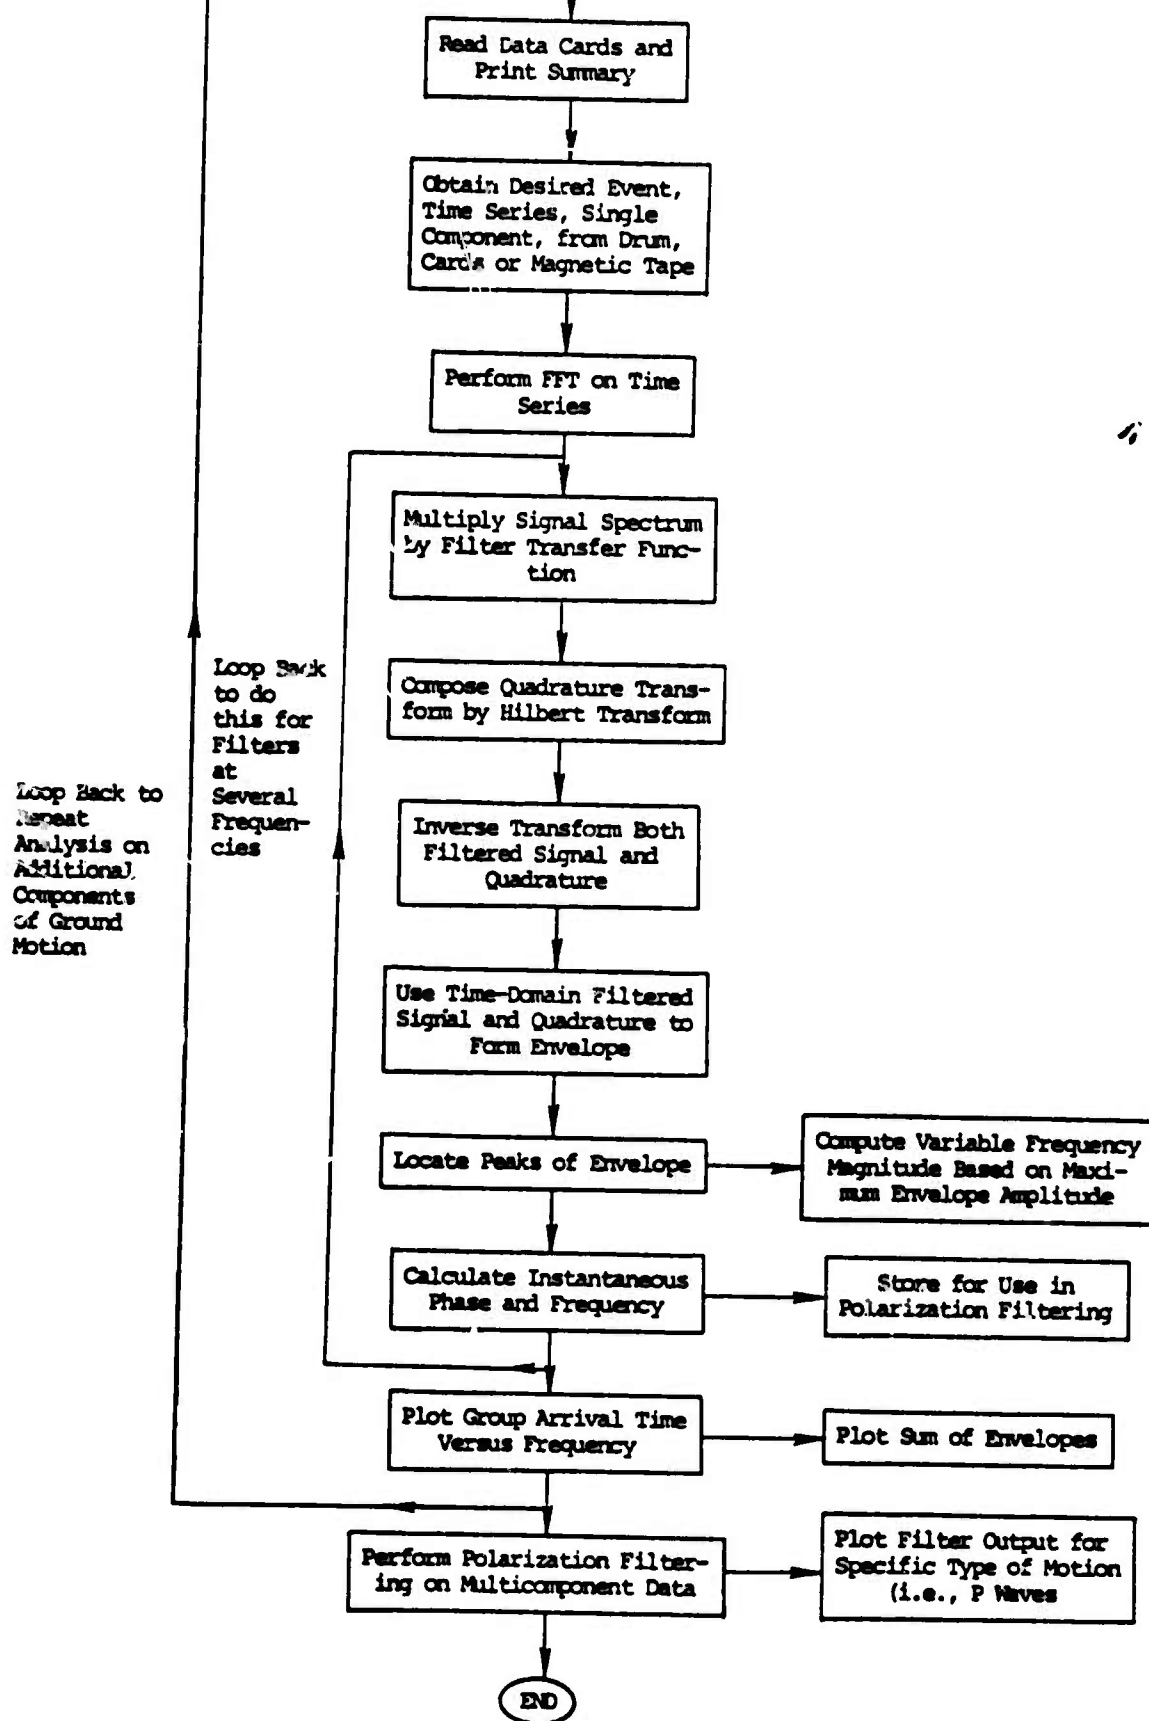 Read Data Cards and
Print Summary
Obtain Desired Event,
Time Series, Single
Component, from Drum,
Cards or Magnetic Tape
Perform FFT on Time
Series
Multiply Signal Spectrum
by Filter Transfer Func-
tion
Compose Quadrature Trans-
form by Hilbert Transform
Loop Back
to do
this for
Filters
at
Several
Frequen-
cies
Loop Back to
Repeat
Analysis on
Additional
Components
of Ground
Motion
Inverse Transform Both
Filtered Signal and
Quadrature
Use Time-Domain Filtered
Signal and Quadrature to
Form Envelope
Locate Peaks of Envelope
Compute Variable Frequency
Magnitude Based on Maxi-
mum Envelope Amplitude
Calculate Instantaneous
Phase and Frequency
Store for Use in
Polarization Filtering
Plot Group Arrival Time
Versus Frequency
Plot Sum of Envelopes
Perform Polarization Filter-
ing on Multicomponent Data
Plot Filter Output for
Specific Type of Motion
(i.e., P Waves
END